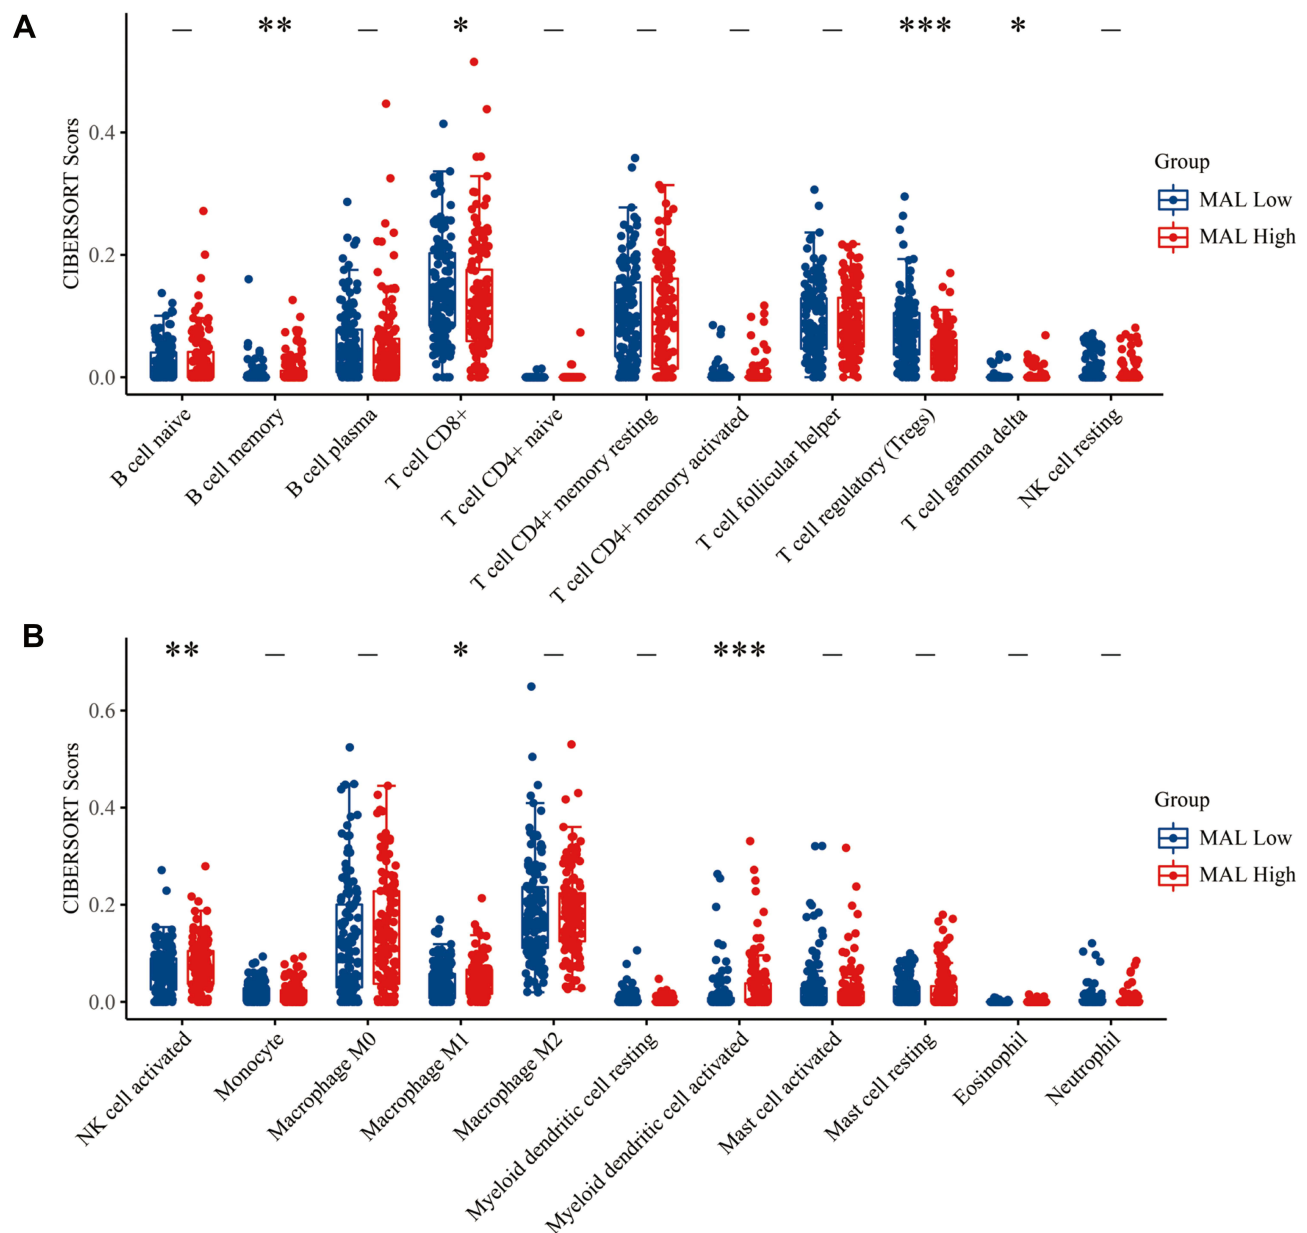 A
— ** — * — — — — *** * —
CIBERSORT Scors
0.4
0.2
0.0
Group
MAL Low
MAL High
B cell naive
B cell memory
B cell plasma
T cell CD8+
T cell CD4+ naive
T cell CD4+ memory resting
T cell CD4+ memory activated
T cell follicular helper
T cell regulatory (Tregs)
T cell gamma delta
NK cell resting
B
** — — * — — *** — — — —
CIBERSORT Scors
0.6
0.4
0.2
0.0
Group
MAL Low
MAL High
NK cell activated
Monocyte
Macrophage M0
Macrophage M1
Macrophage M2
Myeloid dendritic cell resting
Myeloid dendritic cell activated
Mast cell activated
Mast cell resting
Eosinophil
Neutrophil